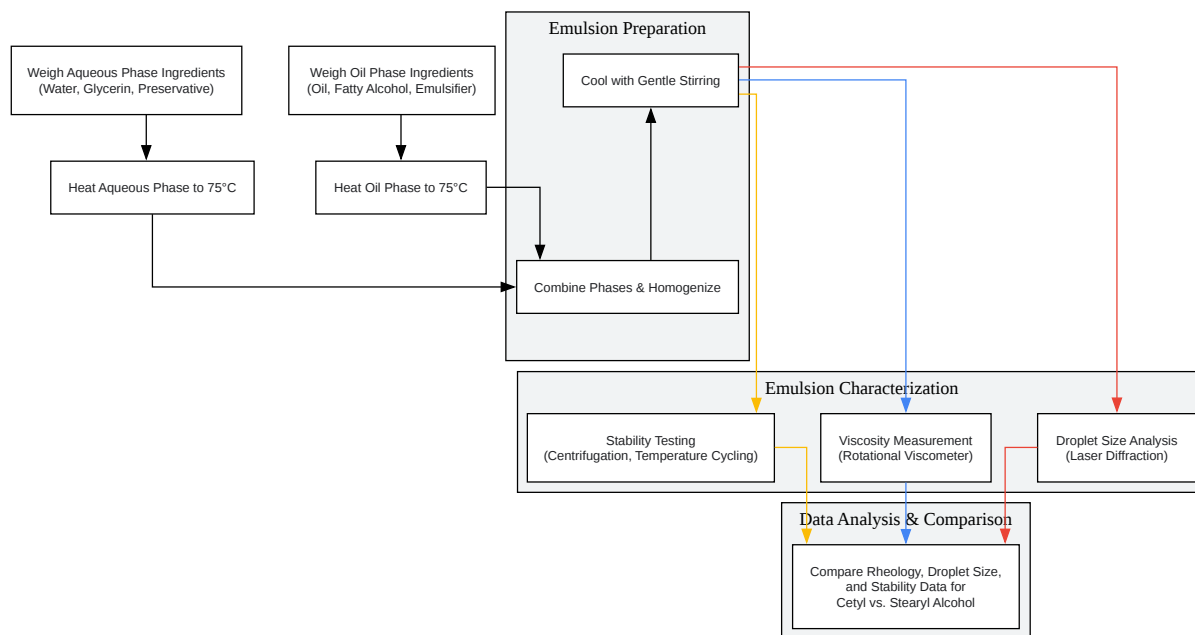 Emulsion Preparation
Weigh Aqueous Phase Ingredients
(Water, Glycerin, Preservative)
Weigh Oil Phase Ingredients
(Oil, Fatty Alcohol, Emulsifier)
Cool with Gentle Stirring
Heat Aqueous Phase to 75°C
Heat Oil Phase to 75°C
Combine Phases & Homogenize
Emulsion Characterization
Stability Testing
(Centrifugation, Temperature Cycling)
Viscosity Measurement
(Rotational Viscometer)
Droplet Size Analysis
(Laser Diffraction)
Data Analysis & Comparison
Compare Rheology, Droplet Size,
and Stability Data for
Cetyl vs. Stearyl Alcohol